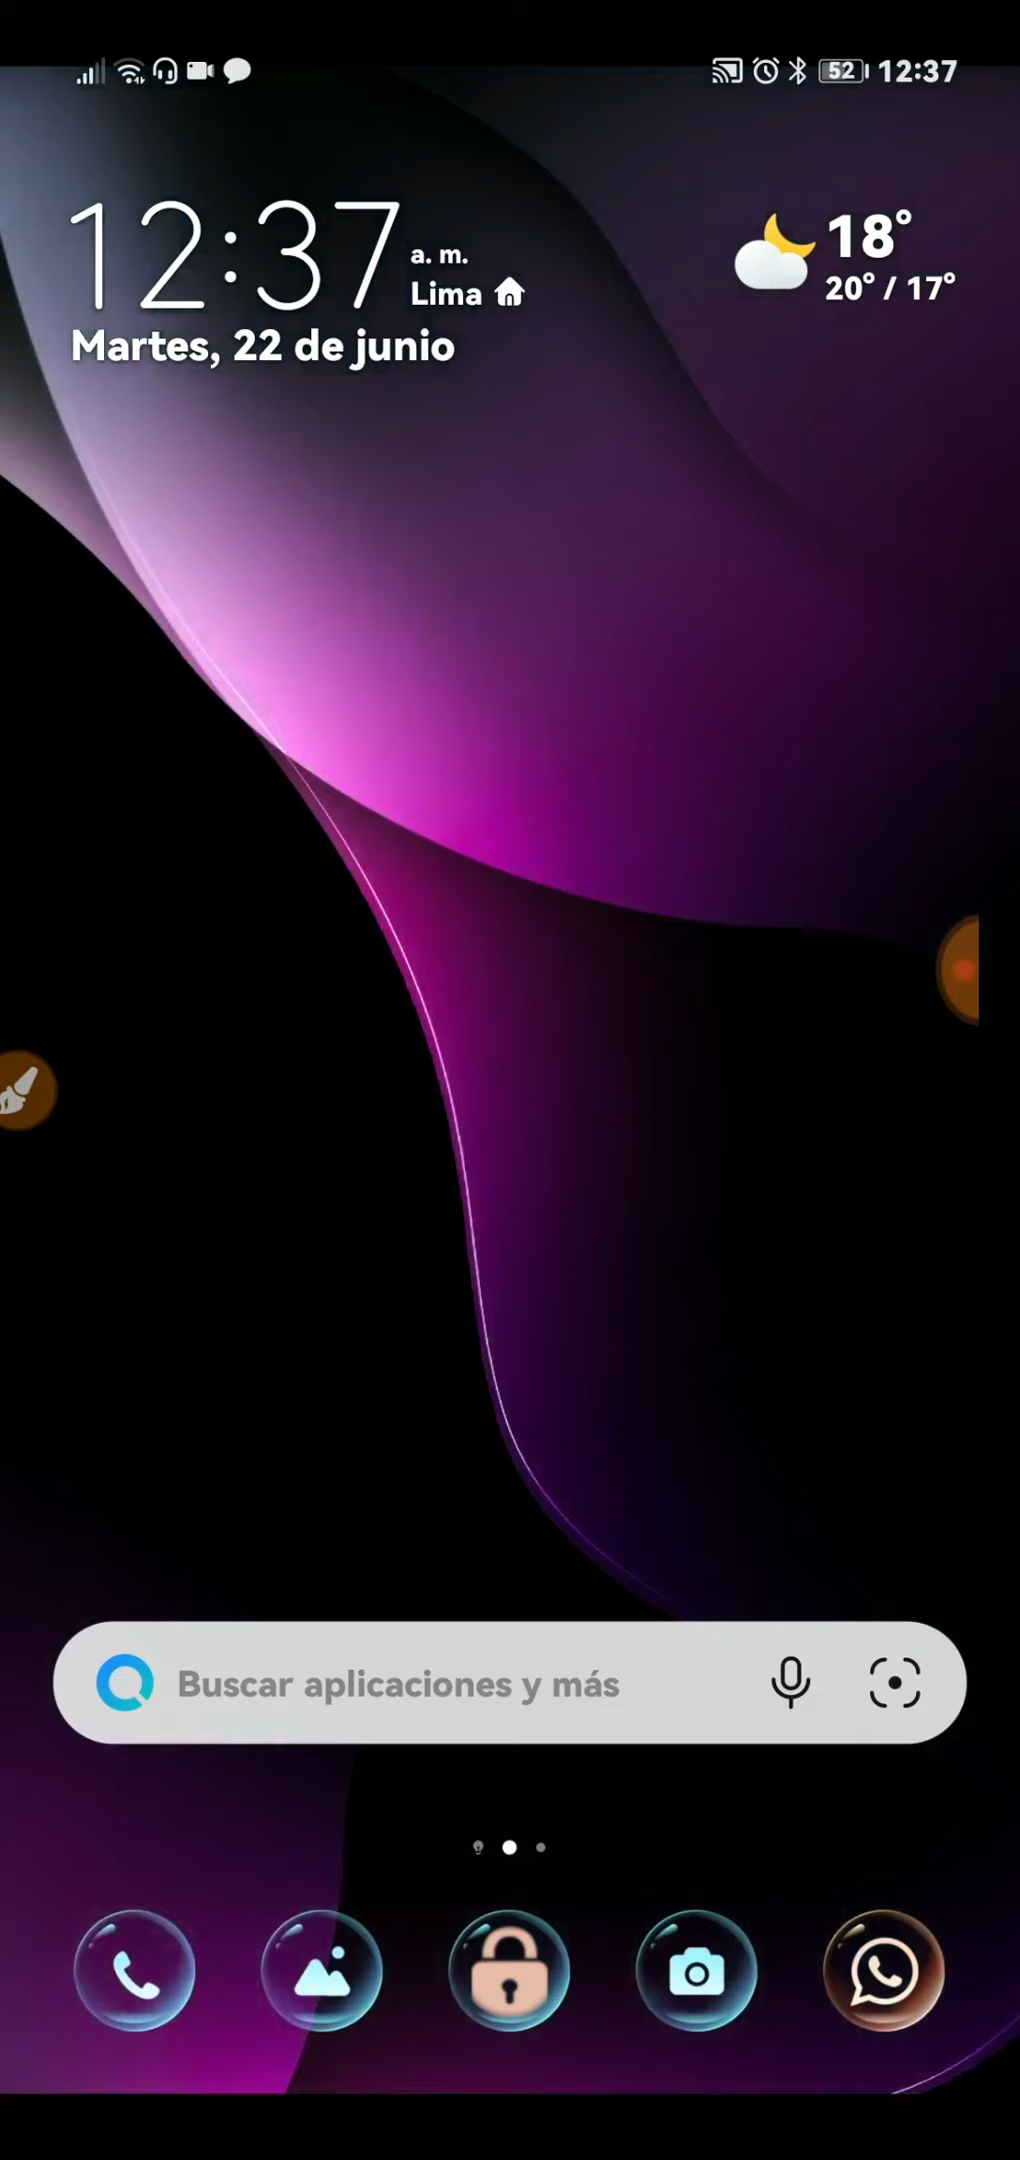 52 12:37
12:37 a. m.
Lima
Martes, 22 de junio
18°
20° / 17°
Buscar aplicaciones y más